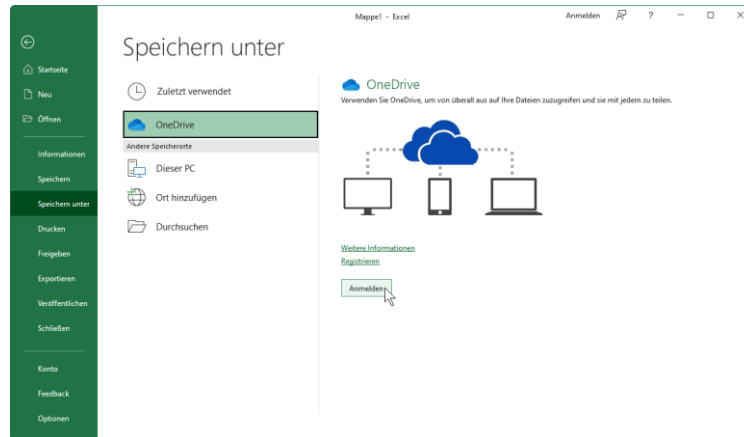 Mappe1 - Excel
Anmelden
?
Speichern unter
Startseite
Neu
Öffnen
Informationen
Speichern
Speichern unter
Drucken
Freigeben
Exportieren
Veröffentlichen
Schließen
Konto
Feedback
Optionen
Zuletzt verwendet
OneDrive
Andere Speicherorte
Dieser PC
Ort hinzufügen
Durchsuchen
OneDrive
Verwenden Sie OneDrive, um von überall aus auf Ihre Dateien zuzugreifen und sie mit jedem zu teilen.
Weitere Informationen
Registrieren
Anmelden